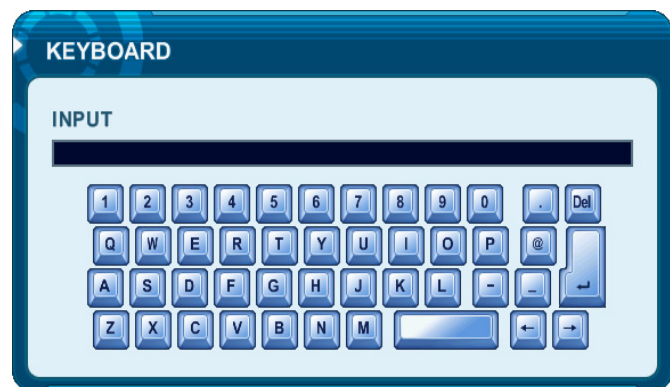 KEYBOARD
INPUT
1 2 3 4 5 6 7 8 9 0 . Del
Q W E R T Y U I O P @
A S D F G H J K L - _ ↵
Z X C V B N M ← →